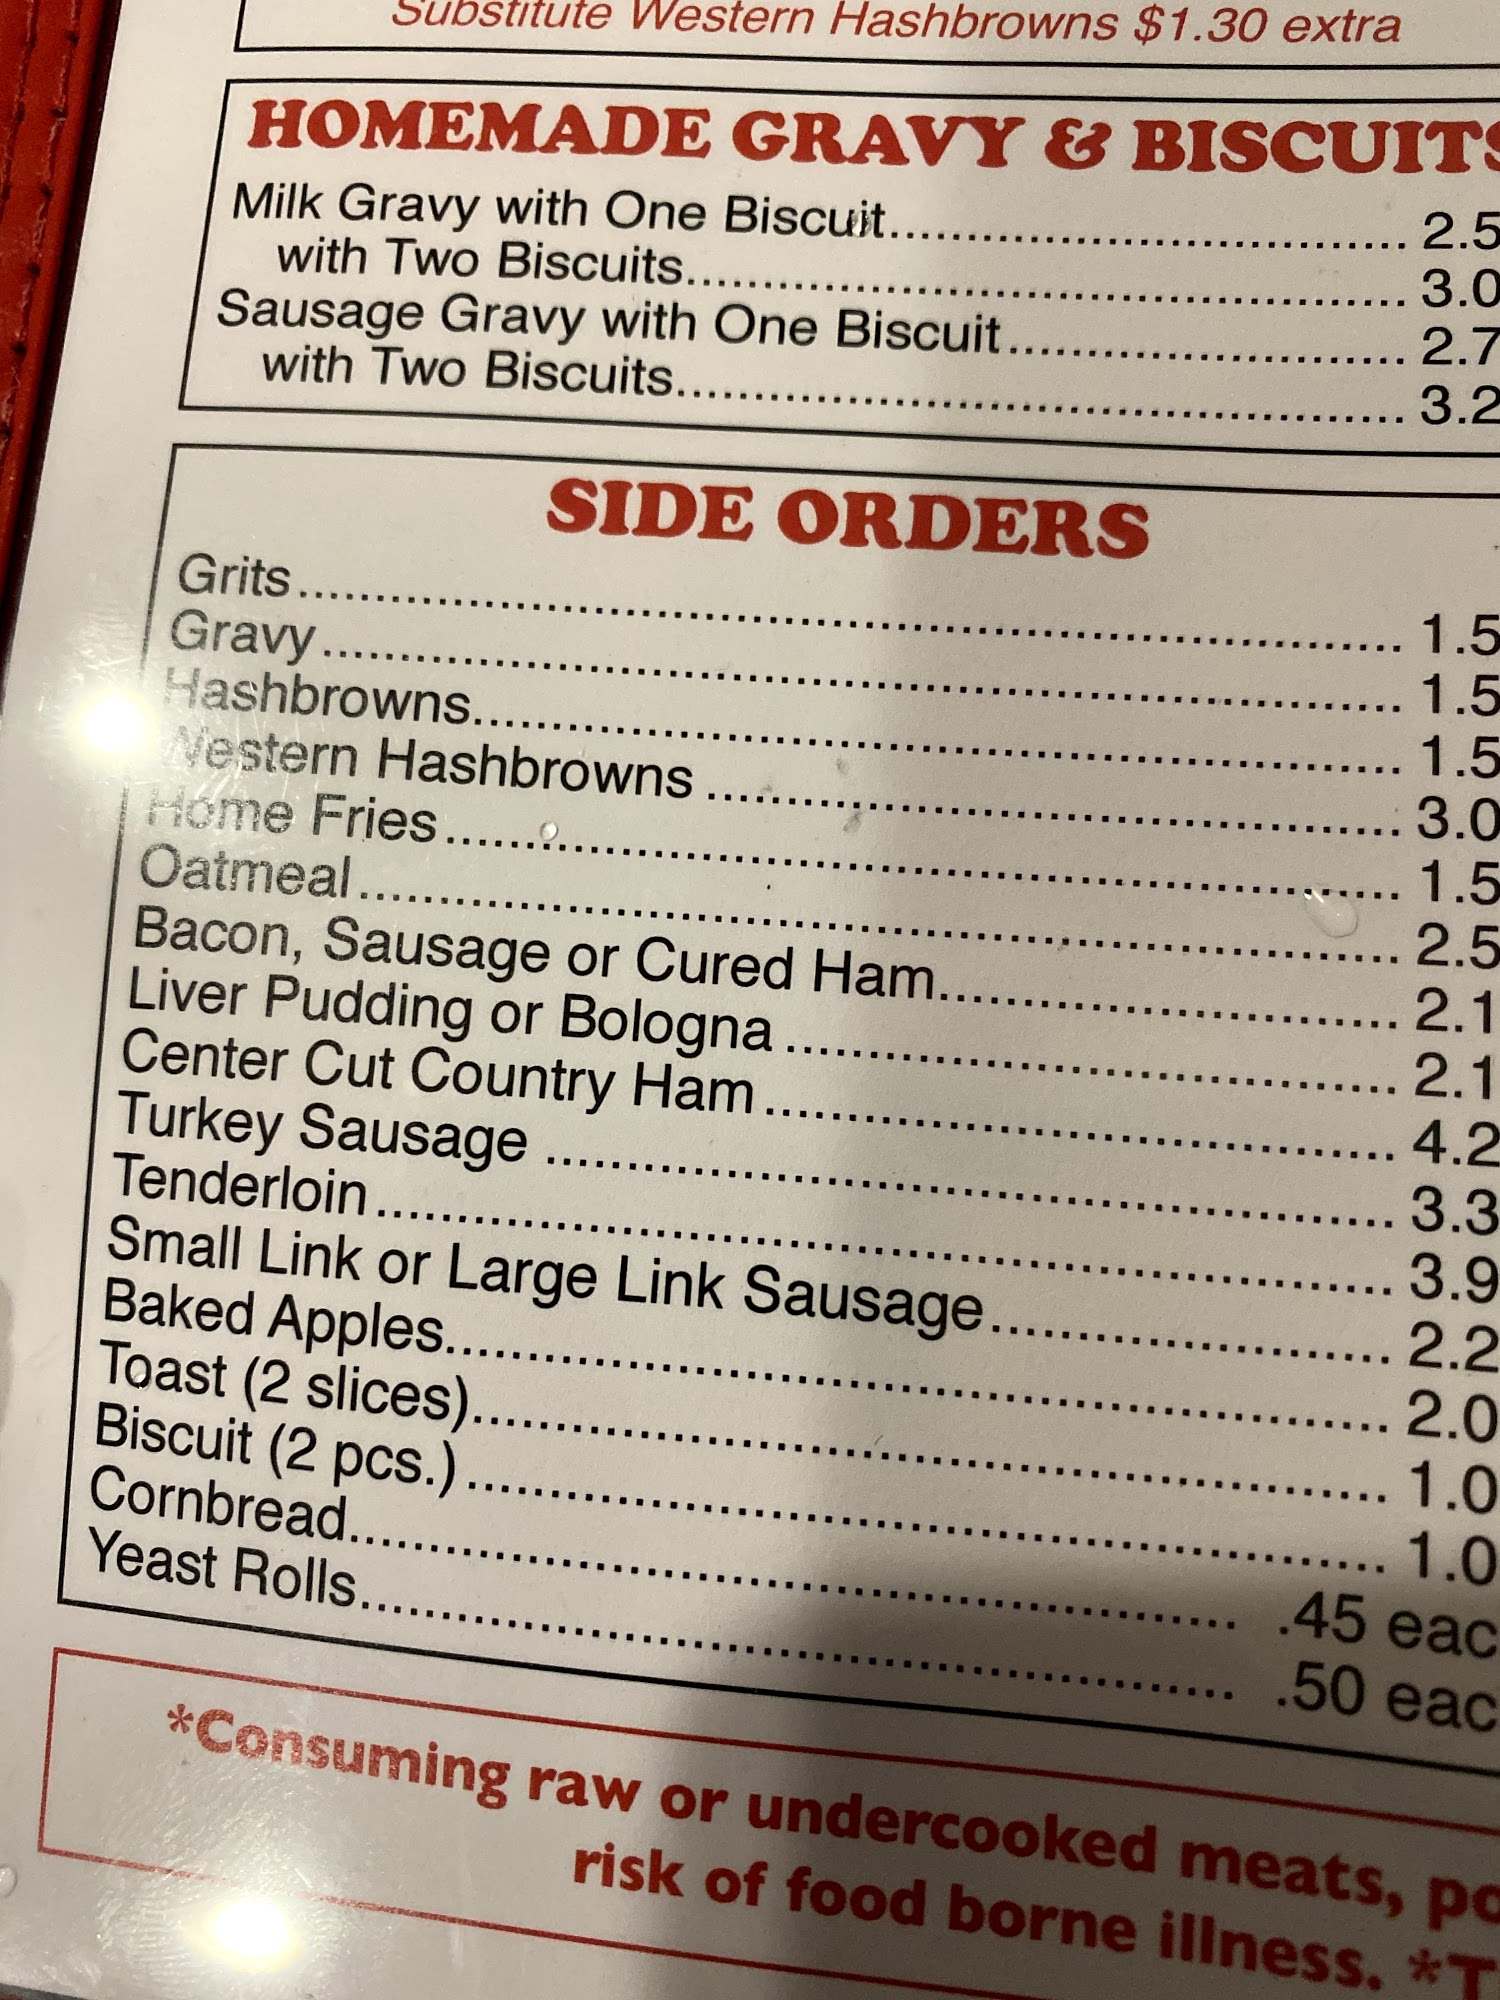 Substitute Western Hashbrowns $1.30 extra
HOMEMADE GRAVY & BISCUITS
Milk Gravy with One Biscuit.................................. 2.5
with Two Biscuits............................................... 3.0
Sausage Gravy with One Biscuit.......................... 2.7
with Two Biscuits............................................... 3.2
SIDE ORDERS
Grits........................................................................ 1.5
Gravy...................................................................... 1.5
Hashbrowns............................................................ 1.5
Western Hashbrowns ............................................. 3.0
Home Fries.............................................................. 1.5
Oatmeal................................................................... 2.5
Bacon, Sausage or Cured Ham.............................. 2.1
Liver Pudding or Bologna ....................................... 2.1
Center Cut Country Ham ........................................ 4.2
Turkey Sausage ..................................................... 3.3
Tenderloin ............................................................... 3.9
Small Link or Large Link Sausage......................... 2.2
Baked Apples.......................................................... 2.0
Toast (2 slices)........................................................ 1.0
Biscuit (2 pcs.) ........................................................ 1.0
Cornbread...................................................... .45 eac
Yeast Rolls..................................................... .50 eac
*Consuming raw or undercooked meats, po
risk of food borne illness. *T